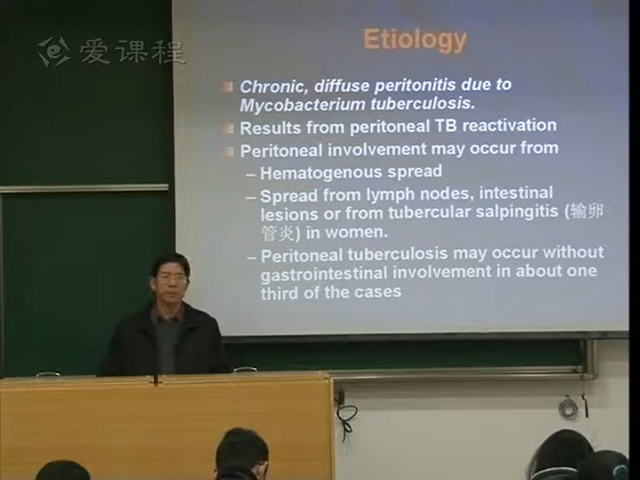 爱课程
Etiology
Chronic, diffuse peritonitis due to
Mycobacterium tuberculosis.
Results from peritoneal TB reactivation
Peritoneal involvement may occur from
– Hematogenous spread
– Spread from lymph nodes, intestinal
lesions or from tubercular salpingitis (输卵
管炎) in women.
– Peritoneal tuberculosis may occur without
gastrointestinal involvement in about one
third of the cases